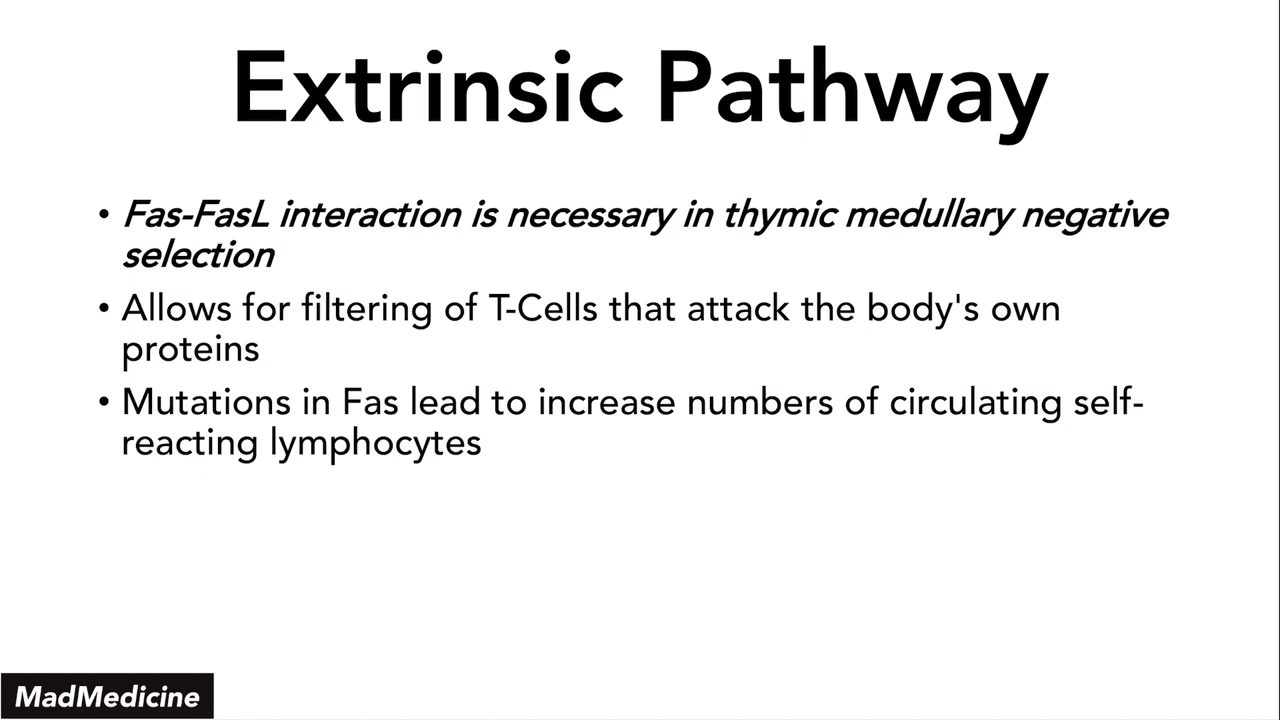 Extrinsic Pathway
• Fas-FasL interaction is necessary in thymic medullary negative
selection
• Allows for filtering of T-Cells that attack the body's own
proteins
• Mutations in Fas lead to increase numbers of circulating self-
reacting lymphocytes
MadMedicine